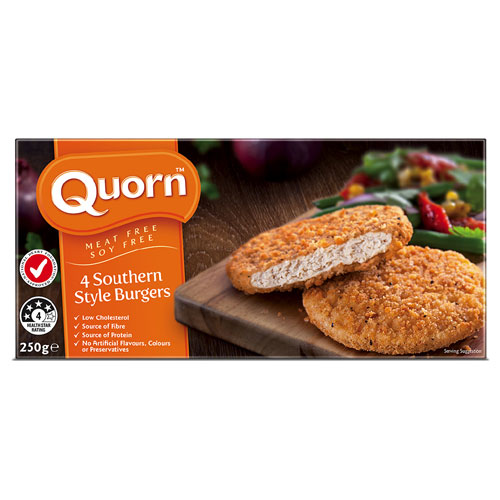 Quorn™
MEAT FREE
SOY FREE
4 Southern
Style Burgers
✓ Low Cholesterol
✓ Source of Fibre
✓ Source of Protein
✓ No Artificial Flavours, Colours
or Preservatives
4
HEALTH STAR
RATING
250g℮
Serving Suggestion